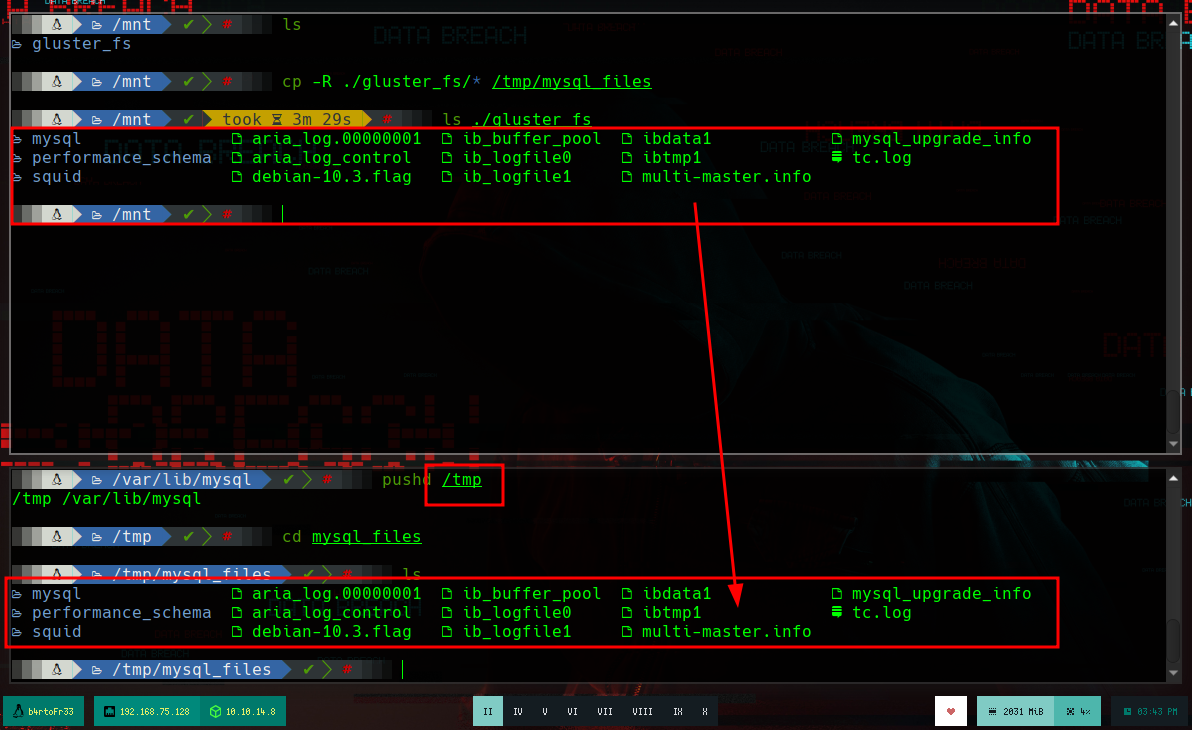 /mnt ✔ # ls
gluster_fs
/mnt ✔ # cp -R ./gluster_fs/* /tmp/mysql_files
/mnt ✔ took 3m 29s # ls ./gluster_fs
mysql aria_log.00000001 ib_buffer_pool ibdata1 mysql_upgrade_info
performance_schema aria_log_control ib_logfile0 ibtmp1 tc.log
squid debian-10.3.flag ib_logfile1 multi-master.info
/mnt ✔ #
DATA BREACH
/var/lib/mysql ✔ # pushd /tmp
/tmp /var/lib/mysql
/tmp ✔ # cd mysql_files
/tmp/mysql_files ✔ # ls
mysql aria_log.00000001 ib_buffer_pool ibdata1 mysql_upgrade_info
performance_schema aria_log_control ib_logfile0 ibtmp1 tc.log
squid debian-10.3.flag ib_logfile1 multi-master.info
/tmp/mysql_files ✔ #
b4rtoFr33 192.168.75.128 10.10.14.8 II IV V VI VII VIII IX X 2031 MiB 4% 03:43 PM